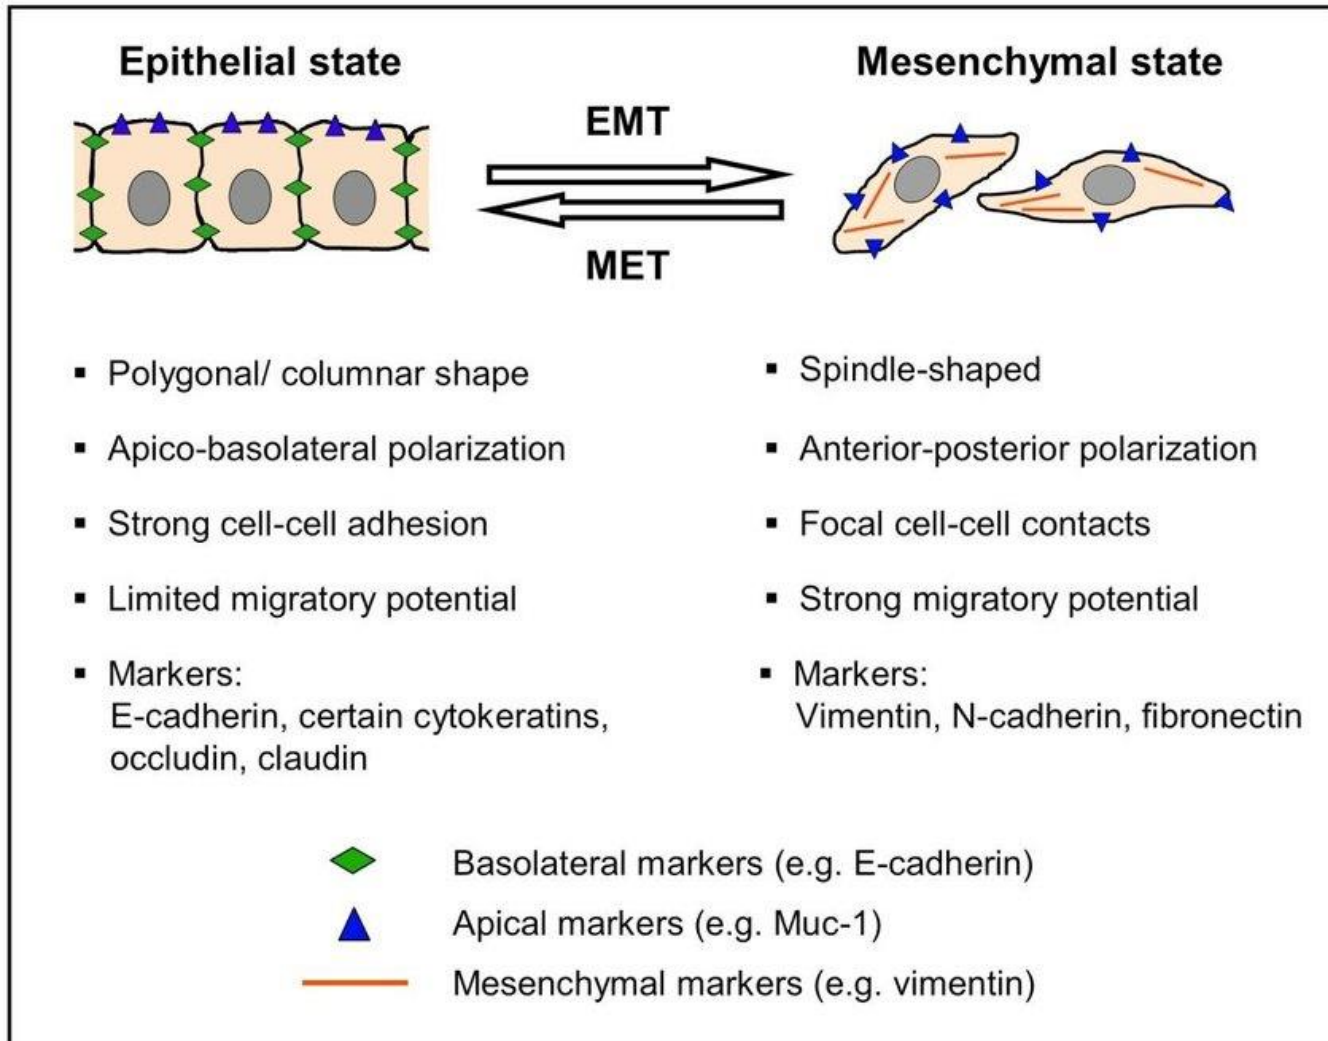 Epithelial state
Mesenchymal state
EMT
MET
▪ Polygonal/ columnar shape
▪ Apico-basolateral polarization
▪ Strong cell-cell adhesion
▪ Limited migratory potential
▪ Markers:
E-cadherin, certain cytokeratins,
occludin, claudin
▪ Spindle-shaped
▪ Anterior-posterior polarization
▪ Focal cell-cell contacts
▪ Strong migratory potential
▪ Markers:
Vimentin, N-cadherin, fibronectin
Basolateral markers (e.g. E-cadherin)
Apical markers (e.g. Muc-1)
Mesenchymal markers (e.g. vimentin)